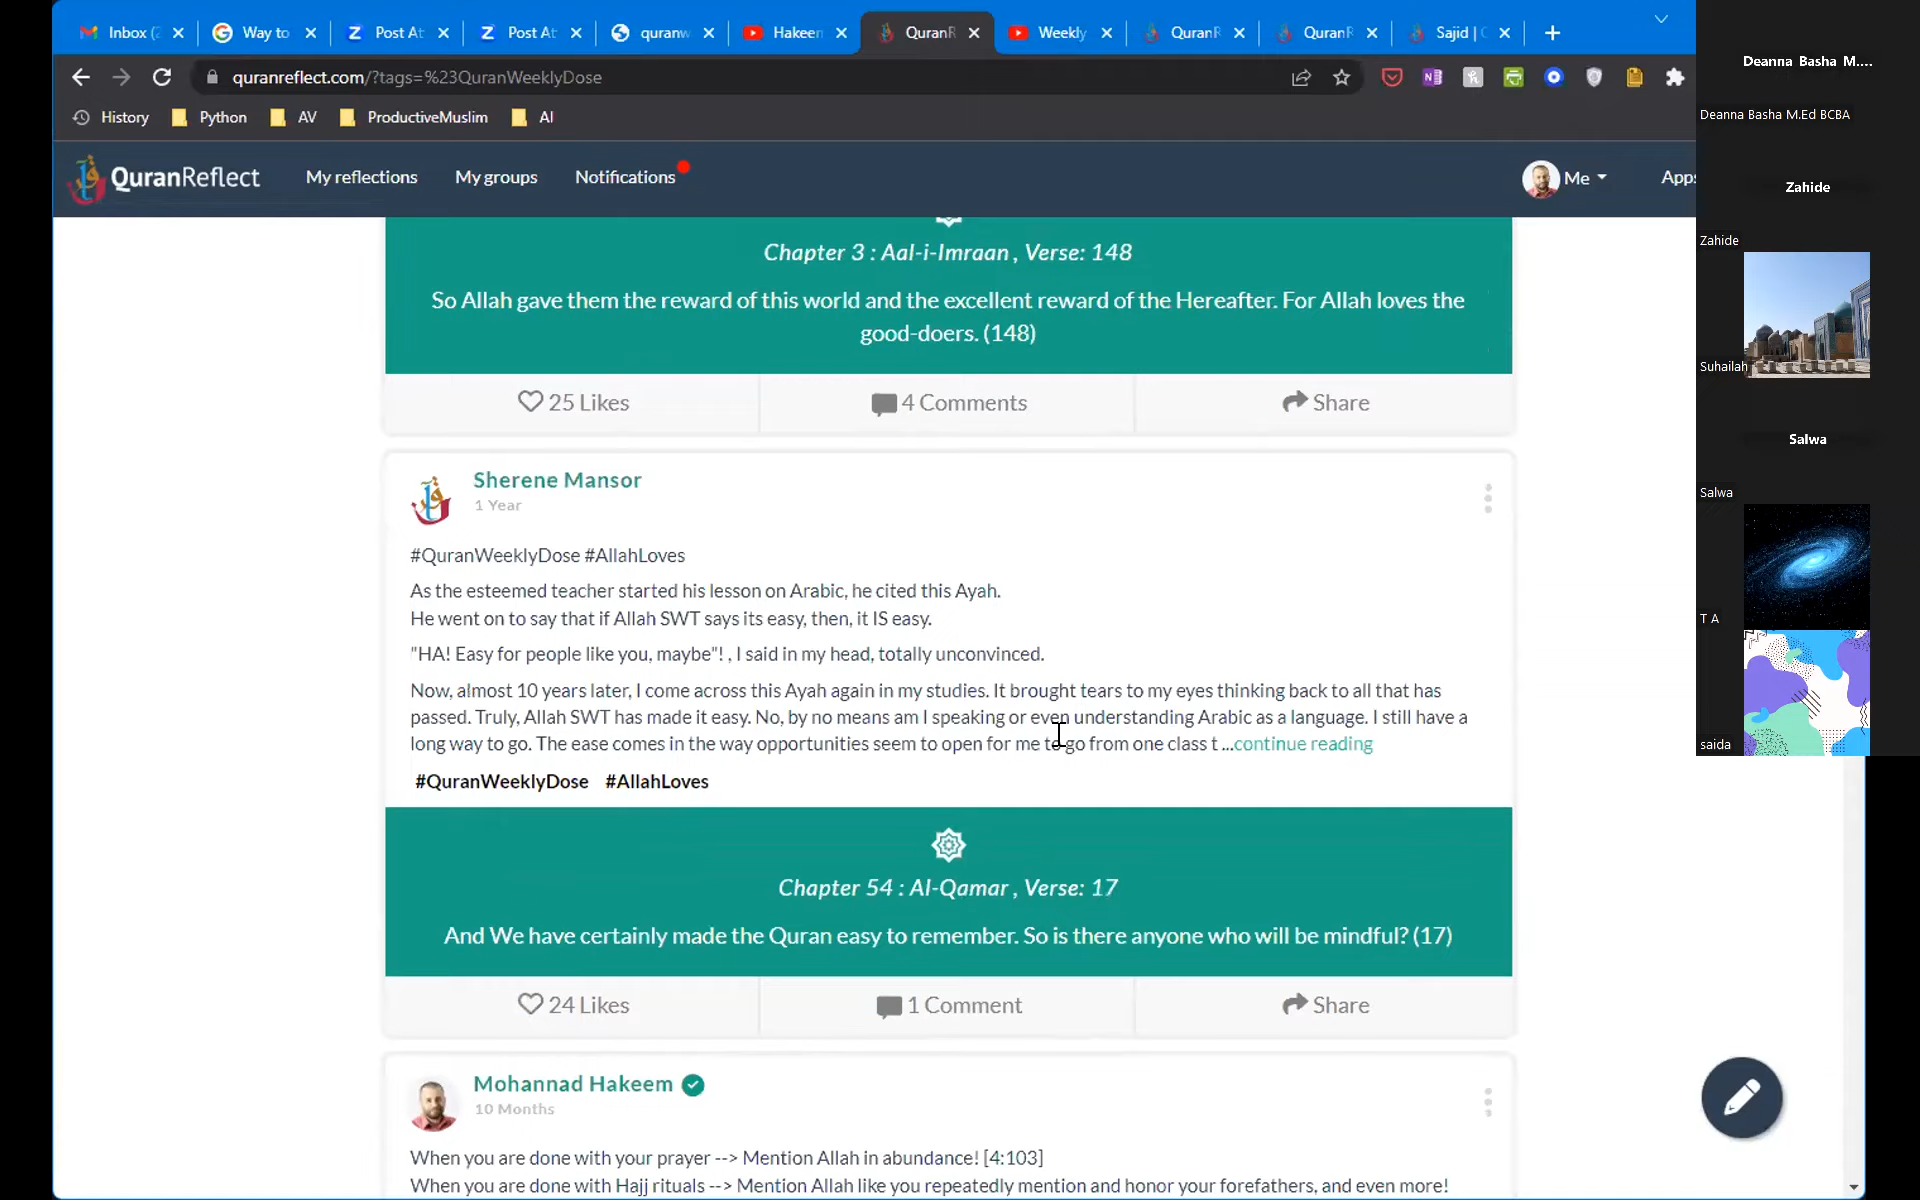 Inbox (2
Way to
Post At
Post At
quranw
Hakeem
QuranR
Weekly
QuranR
QuranR
Sajid | 
quranreflect.com/?tags=%23QuranWeeklyDose
History
Python
AV
ProductiveMuslim
AI
QuranReflect
My reflections
My groups
Notifications
Me
Apps
Chapter 3 : Aal-i-Imraan , Verse: 148
So Allah gave them the reward of this world and the excellent reward of the Hereafter. For Allah loves the
good-doers. (148)
25 Likes
4 Comments
Share
Sherene Mansor
1 Year
#QuranWeeklyDose #AllahLoves
As the esteemed teacher started his lesson on Arabic, he cited this Ayah.
He went on to say that if Allah SWT says its easy, then, it IS easy.
"HA! Easy for people like you, maybe"! , I said in my head, totally unconvinced.
Now, almost 10 years later, I come across this Ayah again in my studies. It brought tears to my eyes thinking back to all that has
passed. Truly, Allah SWT has made it easy. No, by no means am I speaking or even understanding Arabic as a language. I still have a
long way to go. The ease comes in the way opportunities seem to open for me to go from one class t ...continue reading
#QuranWeeklyDose #AllahLoves
Chapter 54 : Al-Qamar , Verse: 17
And We have certainly made the Quran easy to remember. So is there anyone who will be mindful? (17)
24 Likes
1 Comment
Share
Mohannad Hakeem
10 Months
When you are done with your prayer --> Mention Allah in abundance! [4:103]
When you are done with Hajj rituals --> Mention Allah like you repeatedly mention and honor your forefathers, and even more!
Deanna Basha M....
Deanna Basha M.Ed BCBA
Zahide
Zahide
Suhailah
Salwa
Salwa
T A
saida